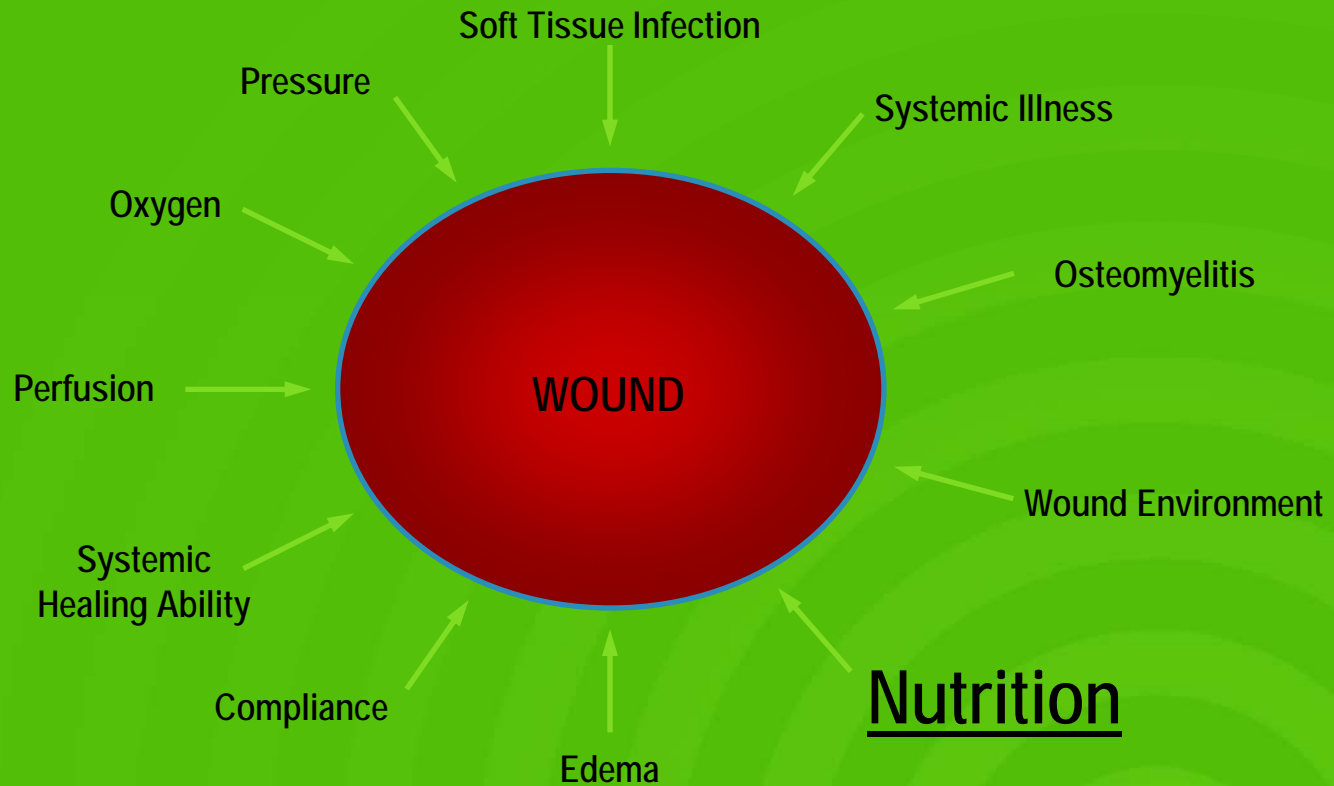 Soft Tissue Infection
Pressure
Systemic Illness
Oxygen
Osteomyelitis
Perfusion
WOUND
Wound Environment
Systemic
Healing Ability
Compliance
Nutrition
Edema